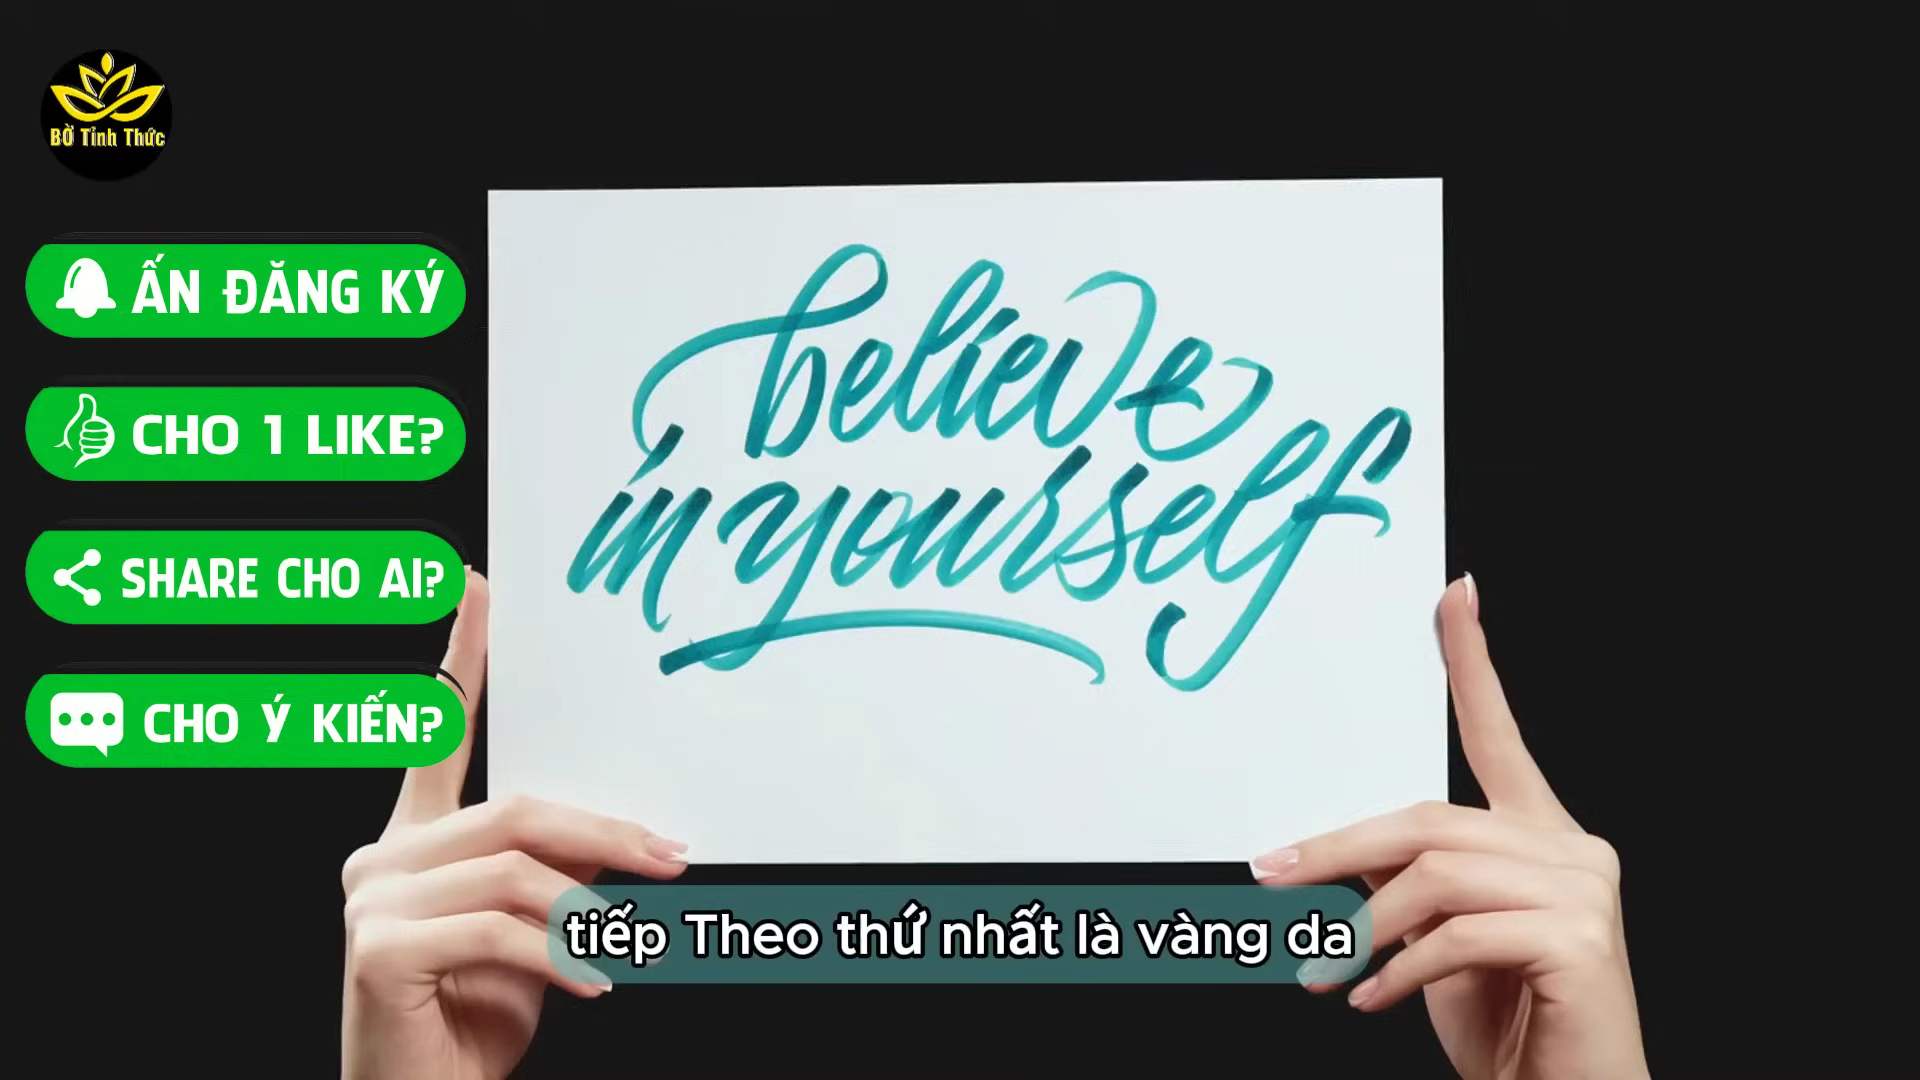 BỜ Tỉnh Thức
ẤN ĐĂNG KÝ
CHO 1 LIKE?
SHARE CHO AI?
CHO Ý KIẾN?
believe
in yourself
tiếp Theo thứ nhất là vàng da